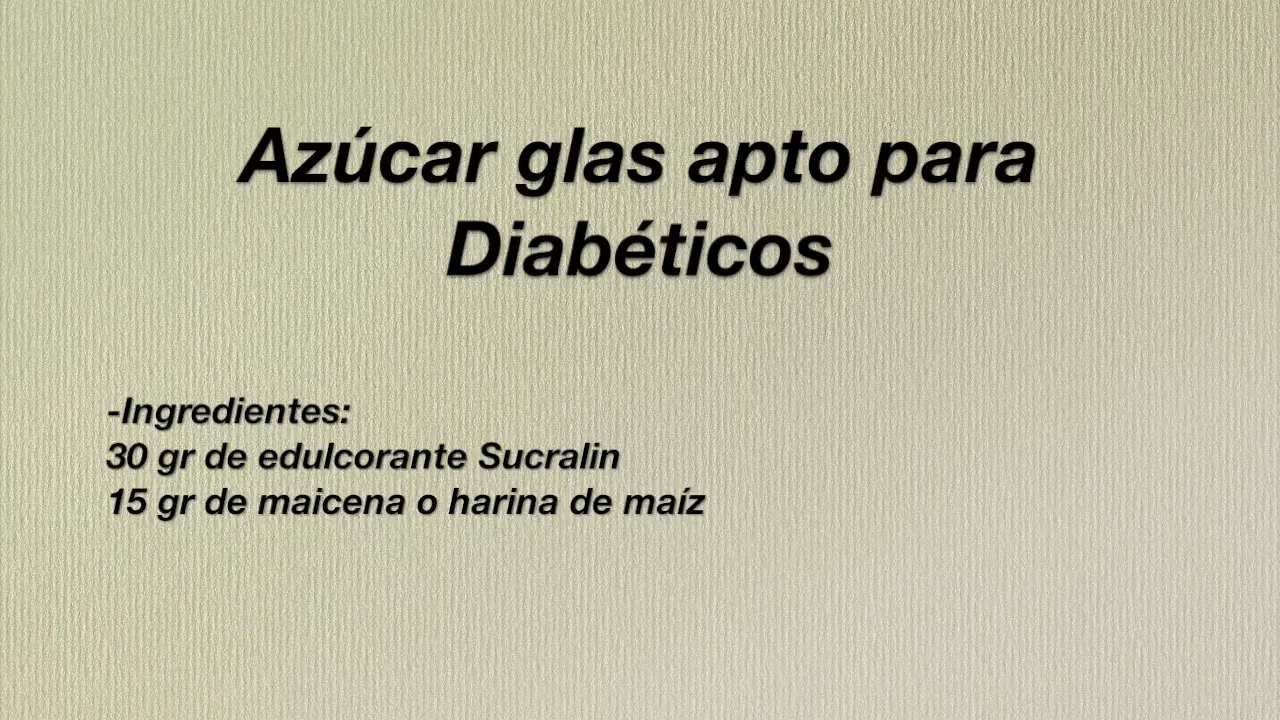 Azúcar glas apto para
Diabéticos
-Ingredientes:
30 gr de edulcorante Sucralin
15 gr de maicena o harina de maíz